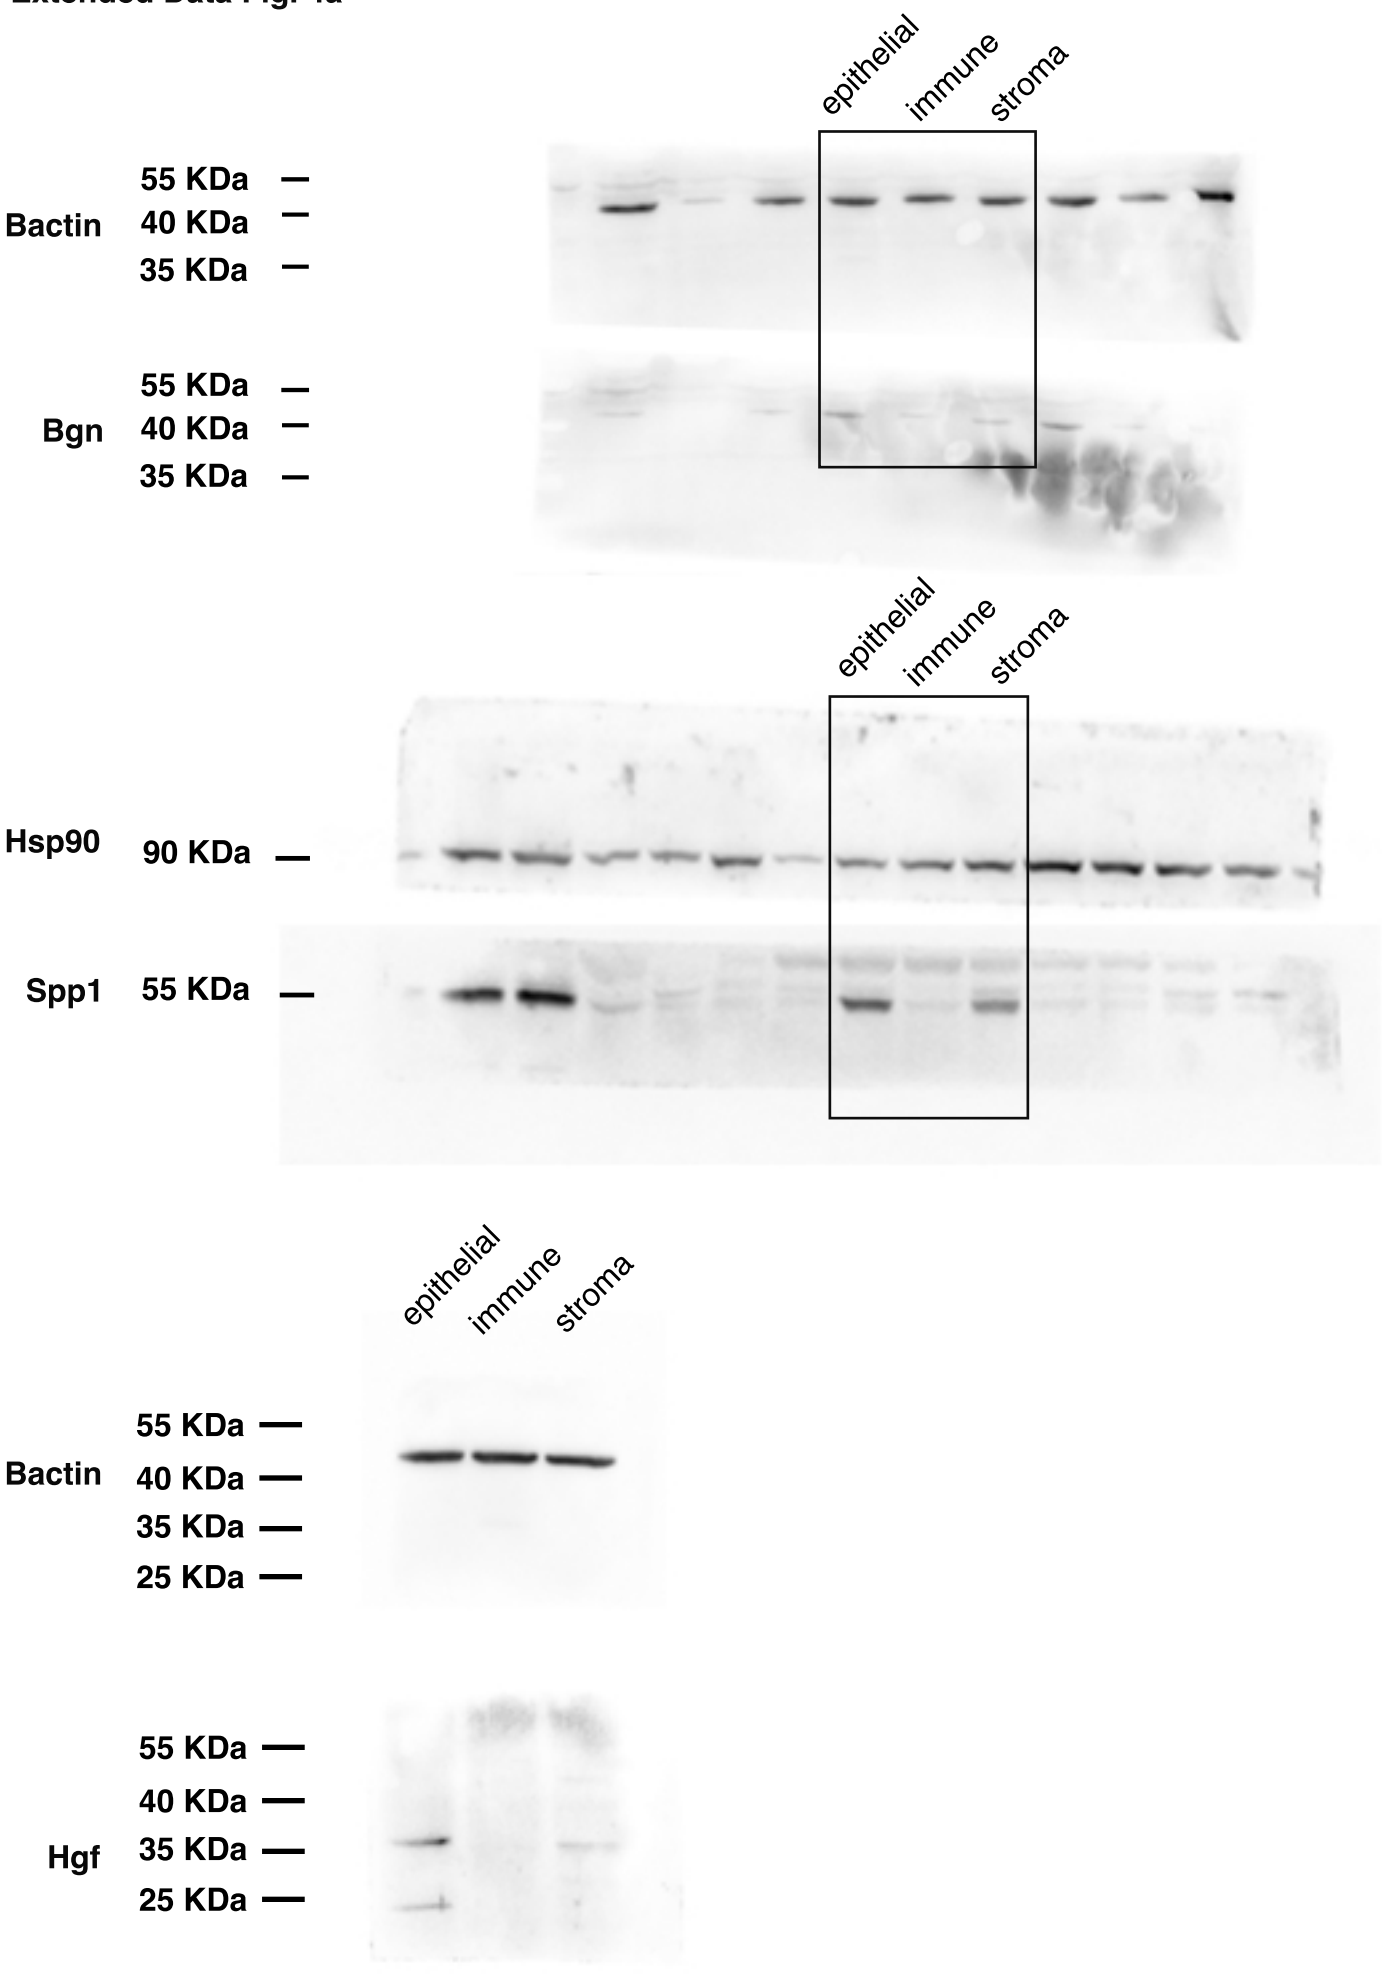 epithelial
immune
stroma
55 KDa
Bactin
40 KDa
35 KDa
55 KDa
Bgn
40 KDa
35 KDa
epithelial
immune
stroma
Hsp90
90 KDa
Spp1
55 KDa
epithelial
immune
stroma
55 KDa
Bactin
40 KDa
35 KDa
25 KDa
55 KDa
40 KDa
Hgf
35 KDa
25 KDa